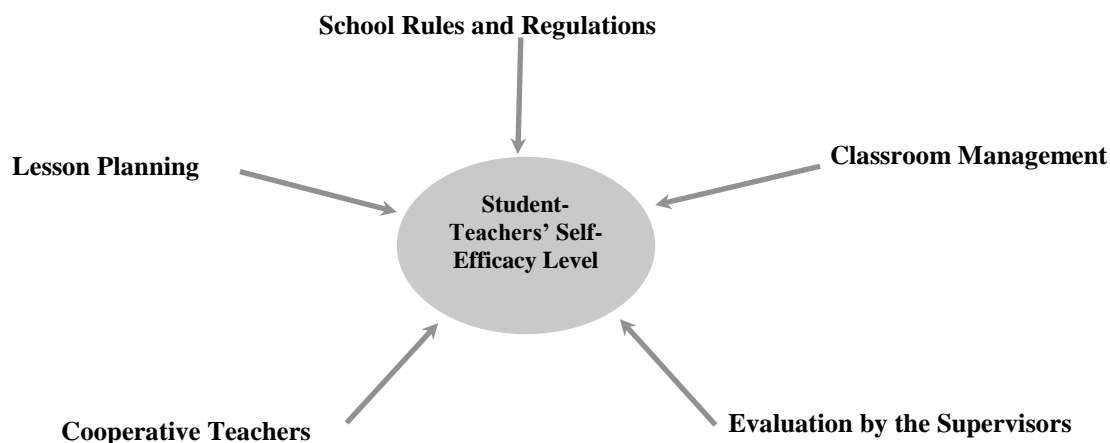 School Rules and Regulations
Lesson Planning
Classroom Management
Student-
Teachers’ Self-
Efficacy Level
Cooperative Teachers
Evaluation by the Supervisors